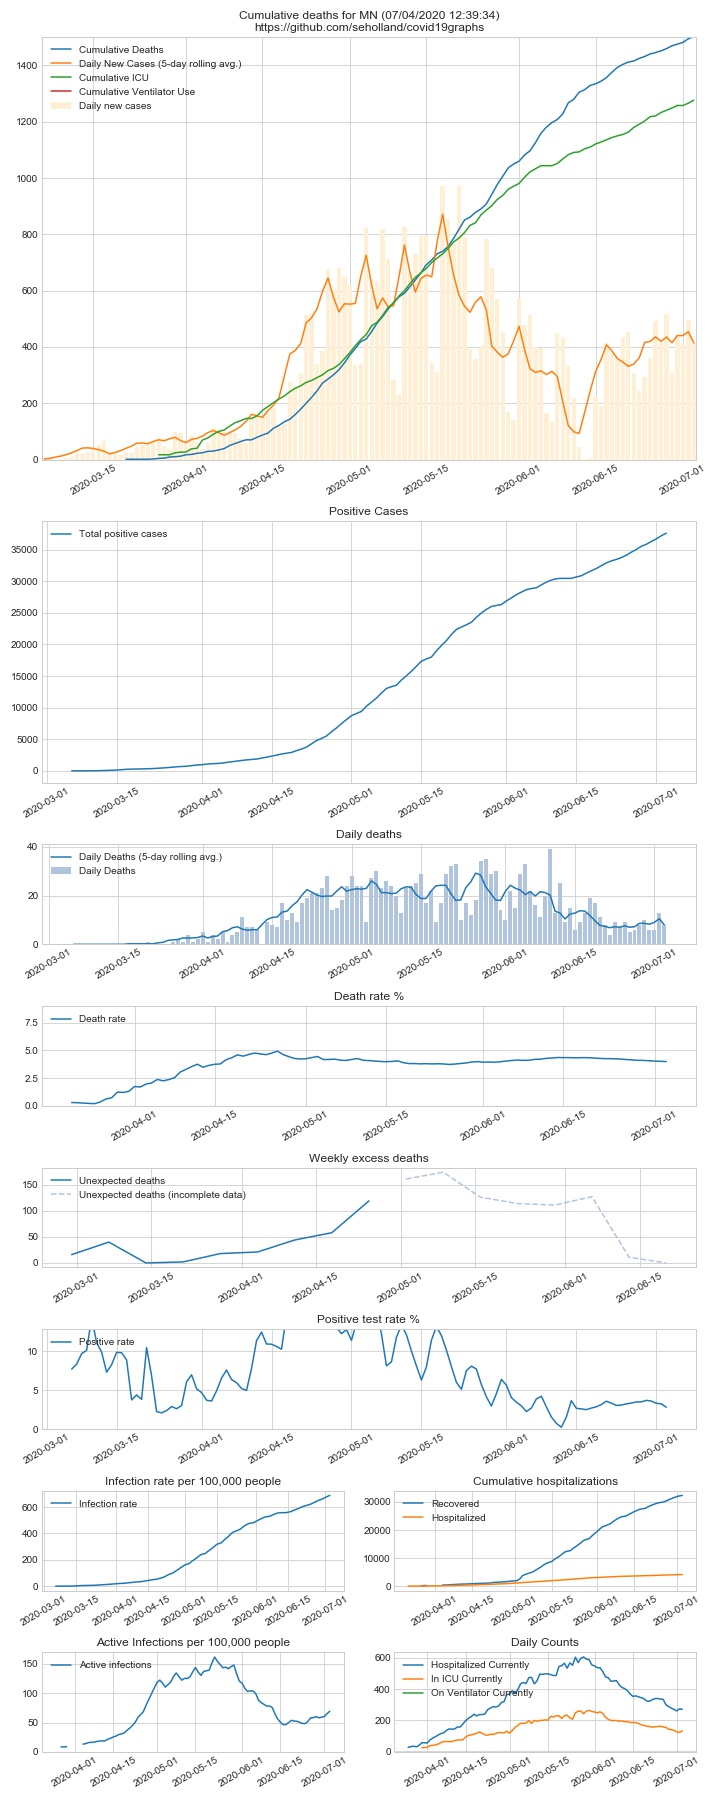 Cumulative deaths for MN (07/04/2020 12:39:34)
https://github.com/seholland/covid19graphs
Cumulative Deaths
Daily New Cases (5-day rolling avg.)
Cumulative ICU
Cumulative Ventilator Use
Daily new cases
1400
1200
1000
800
600
400
200
0
2020-03-15 2020-04-01 2020-04-15 2020-05-01 2020-05-15 2020-06-01 2020-06-15 2020-07-01
Positive Cases
Total positive cases
35000
30000
25000
20000
15000
10000
5000
0
2020-03-01 2020-03-15 2020-04-01 2020-04-15 2020-05-01 2020-05-15 2020-06-01 2020-06-15 2020-07-01
Daily deaths
Daily Deaths (5-day rolling avg.)
Daily Deaths
40
20
0
2020-03-01 2020-03-15 2020-04-01 2020-04-15 2020-05-01 2020-05-15 2020-06-01 2020-06-15 2020-07-01
Death rate %
Death rate
7.5
5.0
2.5
0.0
2020-04-01 2020-04-15 2020-05-01 2020-05-15 2020-06-01 2020-06-15 2020-07-01
Weekly excess deaths
Unexpected deaths
Unexpected deaths (incomplete data)
150
100
50
0
2020-03-01 2020-03-15 2020-04-01 2020-04-15 2020-05-01 2020-05-15 2020-06-01 2020-06-15
Positive test rate %
Positive rate
10
5
0
2020-03-01 2020-03-15 2020-04-01 2020-04-15 2020-05-01 2020-05-15 2020-06-01 2020-06-15 2020-07-01
Infection rate per 100,000 people
Infection rate
600
400
200
0
2020-03-01 2020-03-15 2020-04-01 2020-04-15 2020-05-01 2020-05-15 2020-06-01 2020-06-15 2020-07-01
Cumulative hospitalizations
Recovered
Hospitalized
30000
20000
10000
0
2020-04-01 2020-04-15 2020-05-01 2020-05-15 2020-06-01 2020-06-15 2020-07-01
Active Infections per 100,000 people
Active infections
150
100
50
0
2020-04-01 2020-04-15 2020-05-01 2020-05-15 2020-06-01 2020-06-15 2020-07-01
Daily Counts
Hospitalized Currently
In ICU Currently
On Ventilator Currently
600
400
200
0
2020-04-01 2020-04-15 2020-05-01 2020-05-15 2020-06-01 2020-06-15 2020-07-01